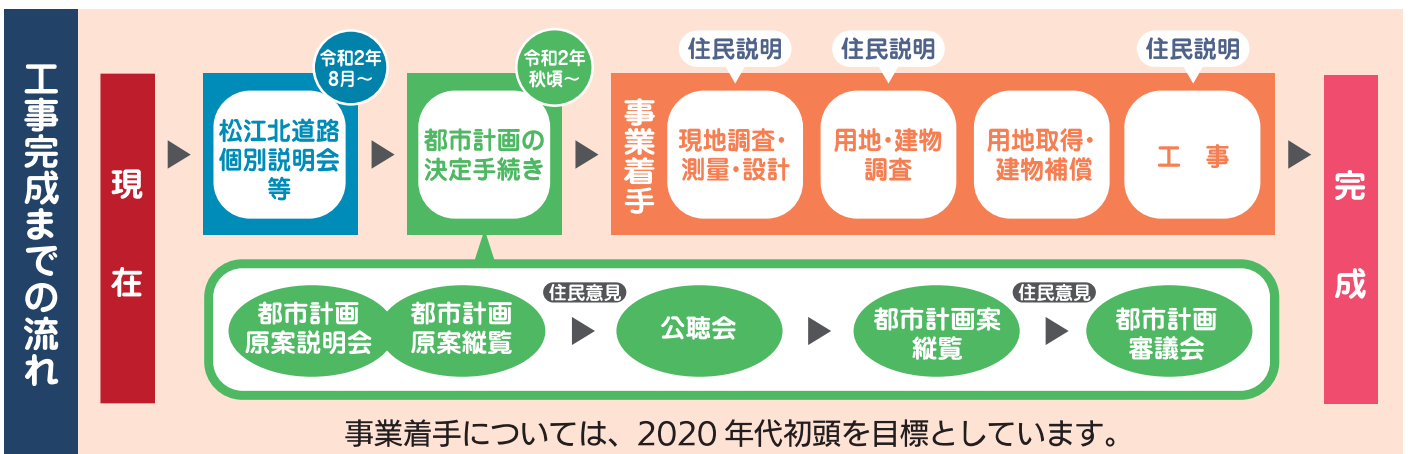 工事完成までの流れ
現在
令和2年
8月～
松江北道路
個別説明会
等
令和2年
秋頃～
都市計画の
決定手続き
事業着手
住民説明
現地調査・
測量・設計
住民説明
用地・建物
調査
用地取得・
建物補償
住民説明
工　事
完成
都市計画
原案説明会
都市計画
原案縦覧
住民意見
公聴会
都市計画案
縦覧
住民意見
都市計画
審議会
事業着手については、2020 年代初頭を目標としています。